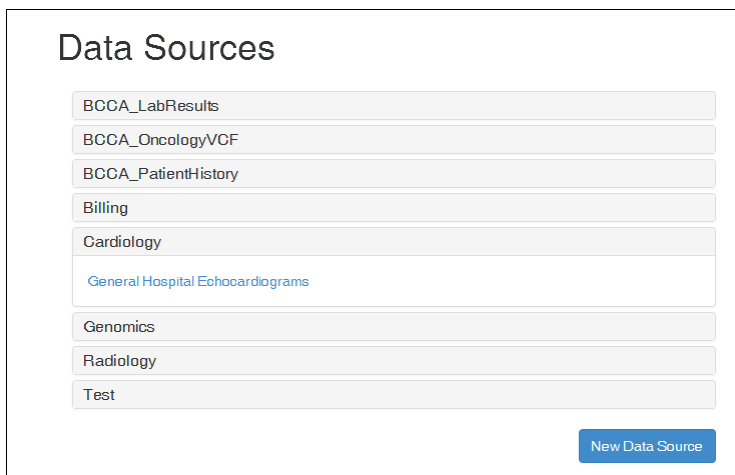 Data Sources
BCCA_LabResults
BCCA_OncologyVCF
BCCA_PatientHistory
Billing
Cardiology
General Hospital Echocardiograms
Genomics
Radiology
Test
New Data Source